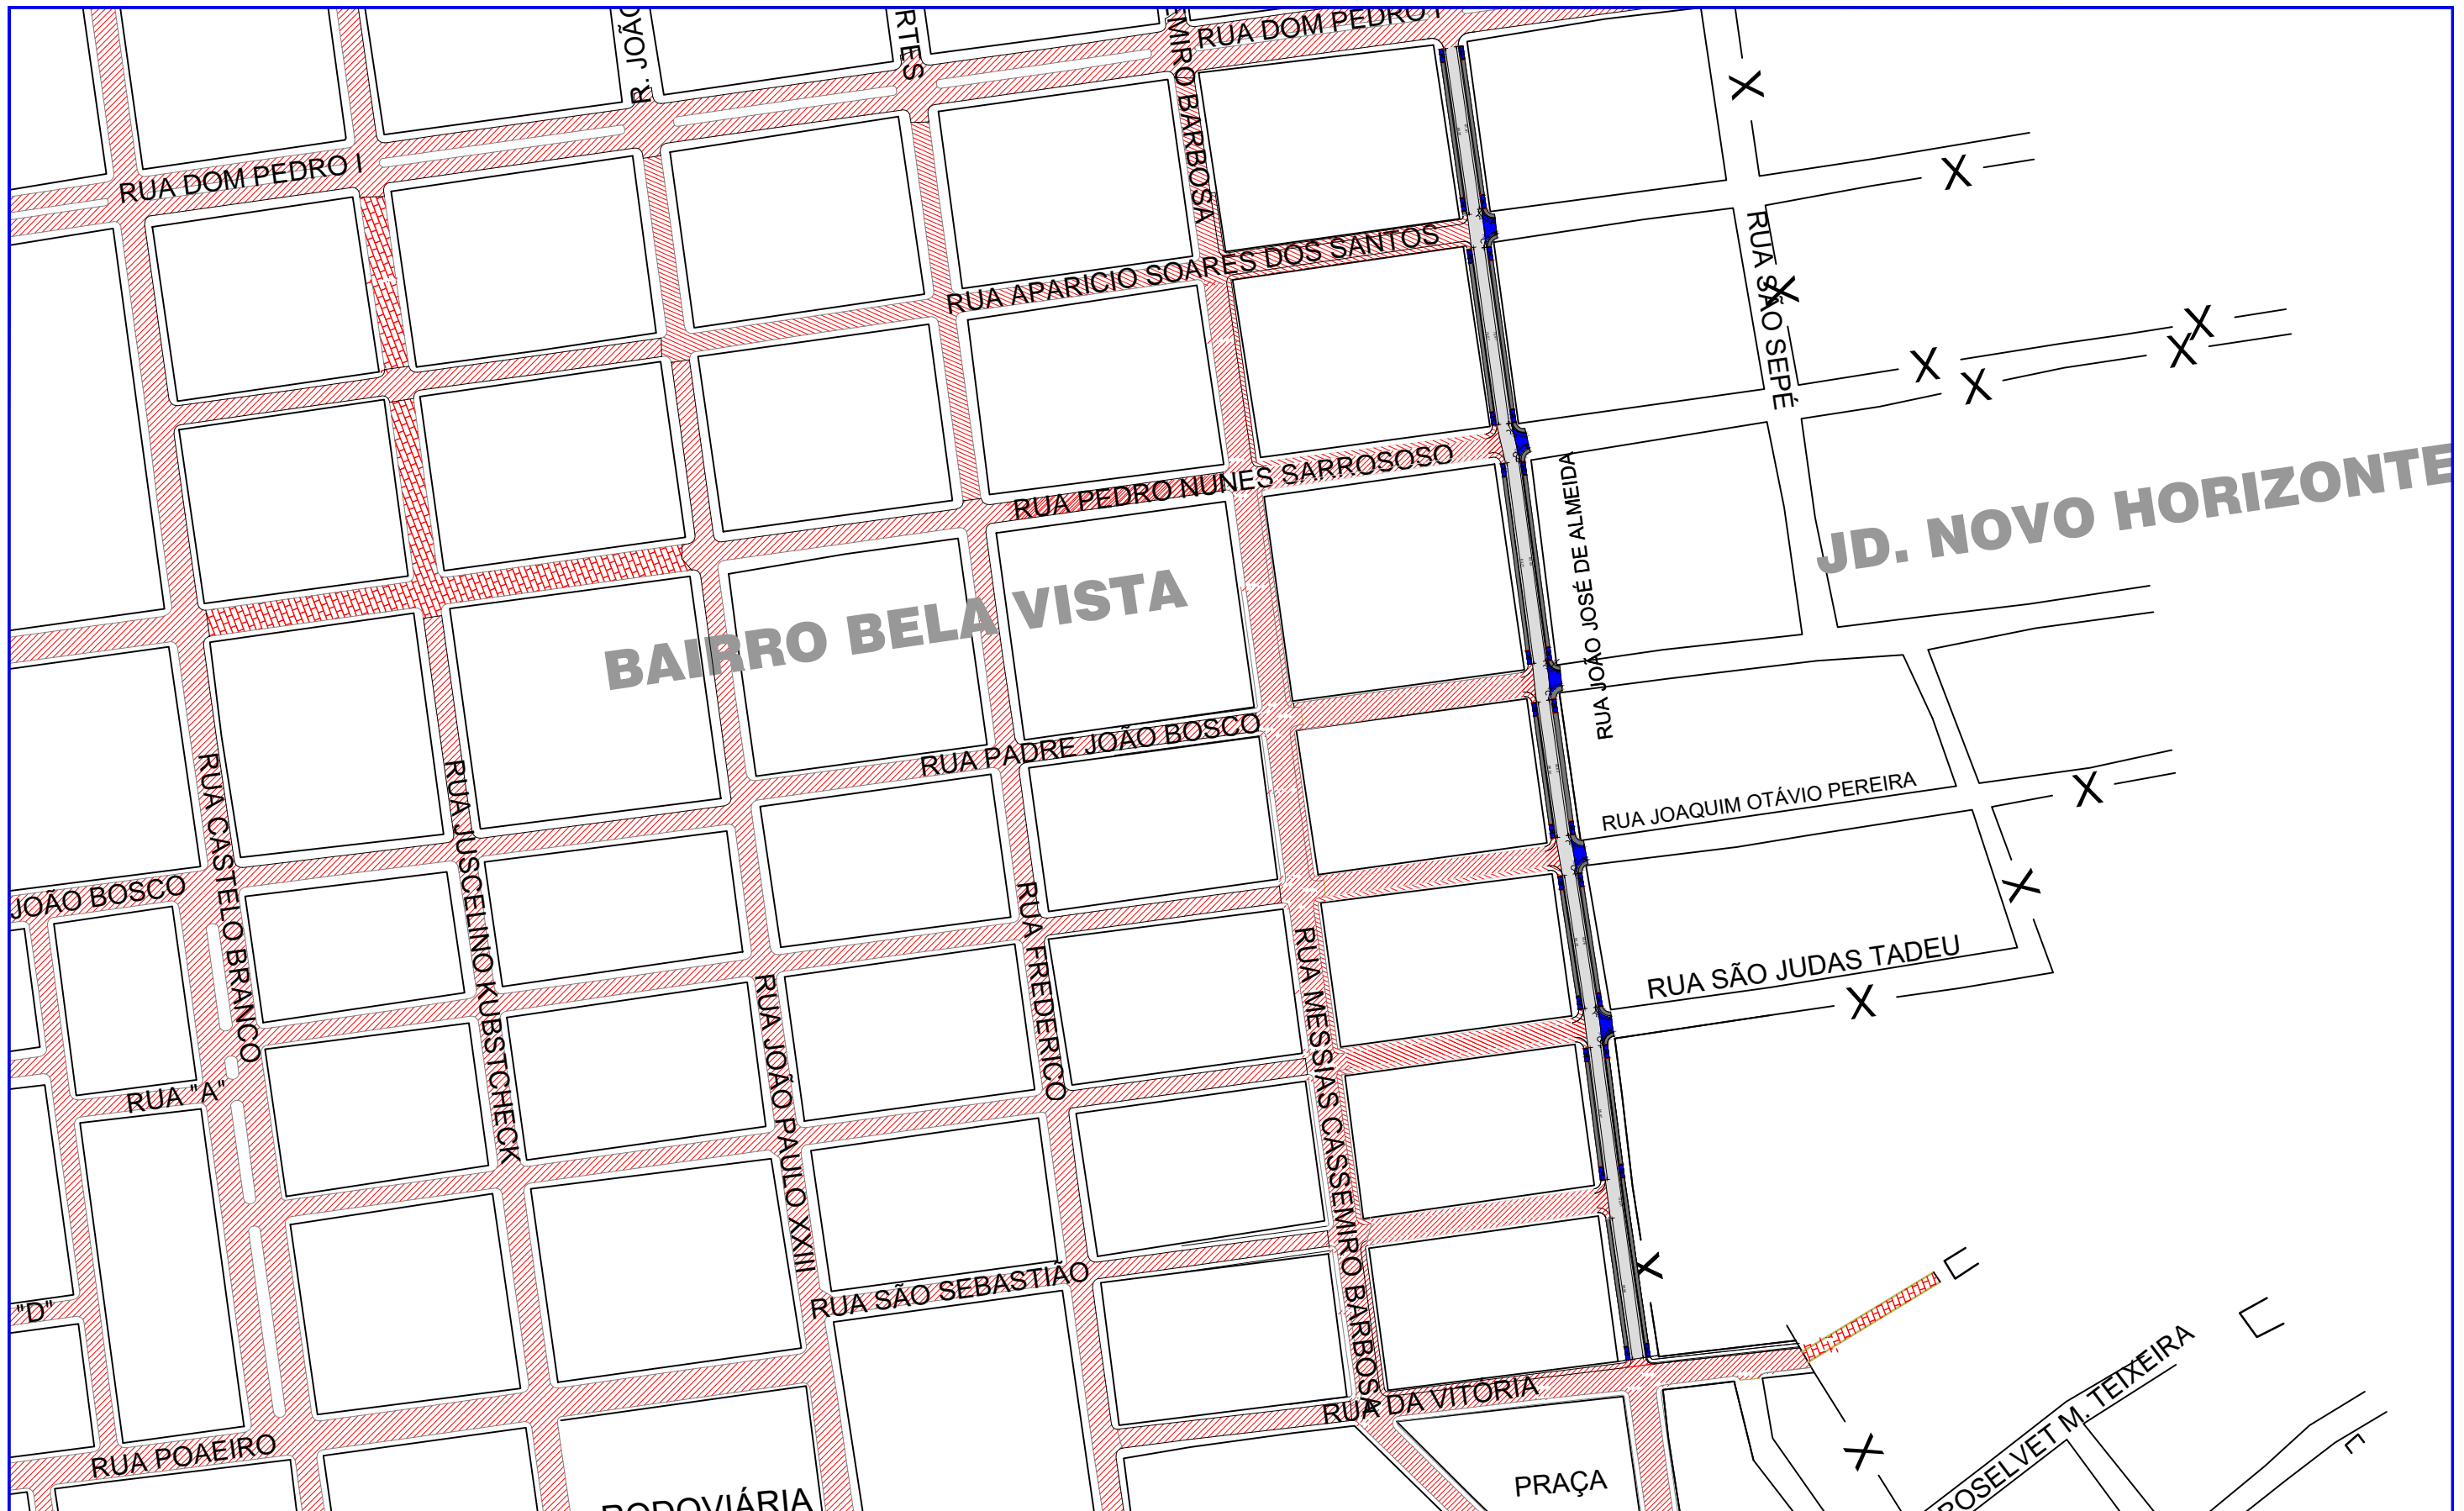 R. JOÃO
RTES
EMIRO BARBOSA
RUA DOM PEDRO I
RUA DOM PEDRO I
X
X
RUA SÃO SEPÉ
X
RUA APARICIO SOARES DOS SANTOS
X
X
X
X
RUA PEDRO NUNES SARROSOSO
RUA JOÃO JOSÉ DE ALMEIDA
JD. NOVO HORIZONTE
BAIRRO BELA VISTA
RUA PADRE JOÃO BOSCO
RUA JOAQUIM OTÁVIO PEREIRA
X
JOÃO BOSCO
RUA CASTELO BRANCO
RUA JUSCELINO KUBSTCHECK
RUA JOÃO PAULO XXIII
RUA FREDERICO
RUA MESSIAS CASSEMIRO BARBOSA
X
RUA SÃO JUDAS TADEU
X
RUA "A"
X
RUA SÃO SEBASTIÃO
"D"
RUA DA VITÓRIA
ROSELVET M. TEIXEIRA
X
RUA POAEIRO
PRAÇA
RODOVIÁRIA